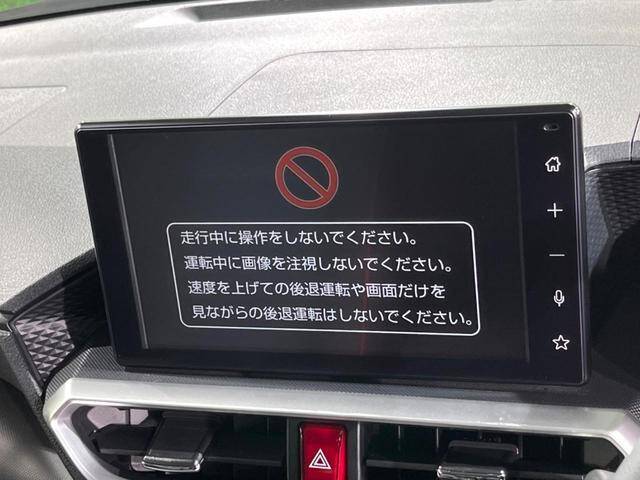 走行中に操作をしないでください。
運転中に画像を注視しないでください。
速度を上げての後退運転や画面だけを
見ながらの後退運転はしないでください。